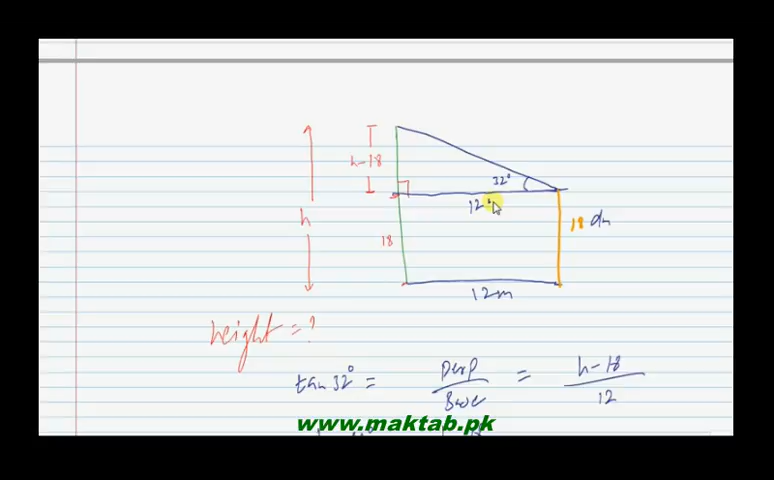 h-18
32°
12
18
18 dm
h
12m
height = ?
tan 32° = Perp / Base = h-18 / 12
www.maktab.pk